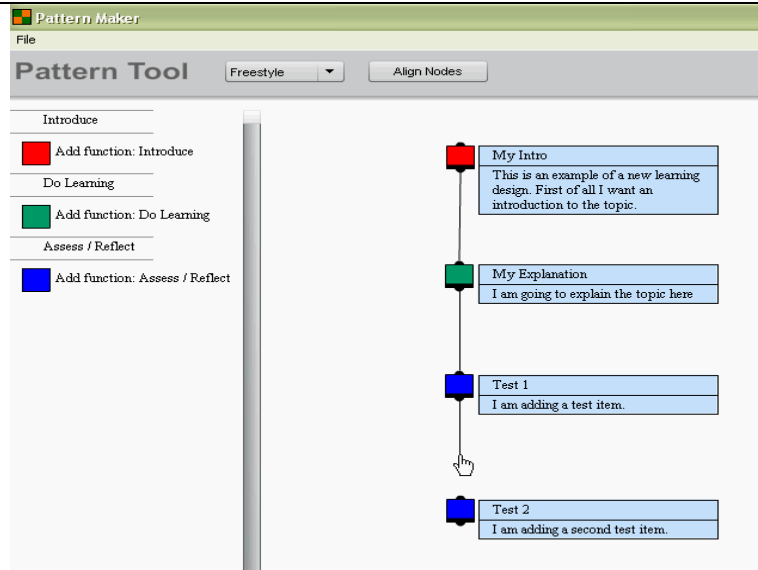 Pattern Maker
File
Pattern Tool
Freestyle
Align Nodes
Introduce
Add function: Introduce
Do Learning
Add function: Do Learning
Assess / Reflect
Add function: Assess / Reflect
My Intro
This is an example of a new learning
design. First of all I want an
introduction to the topic.
My Explanation
I am going to explain the topic here
Test 1
I am adding a test item.
Test 2
I am adding a second test item.